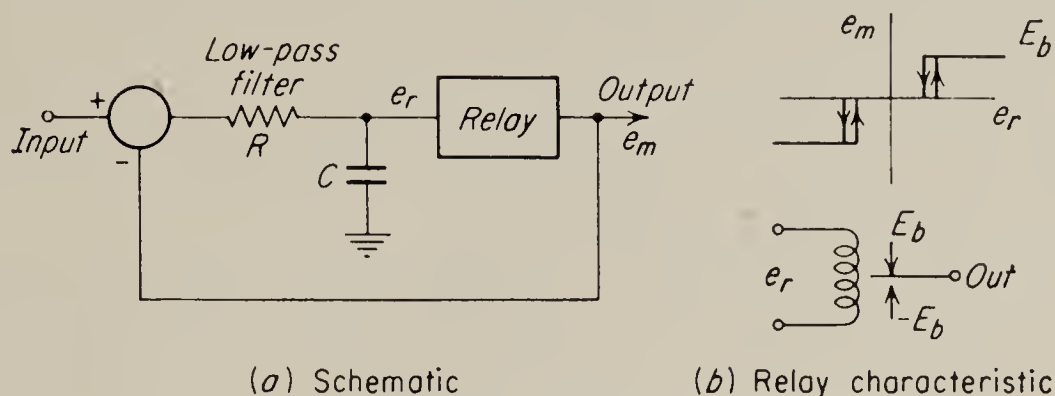 Low-pass
filter
+
Input
-
R
C
e_r
Relay
Output
e_m
e_m
E_b
e_r
e_r
E_b
Out
-E_b
(a) Schematic
(b) Relay characteristic